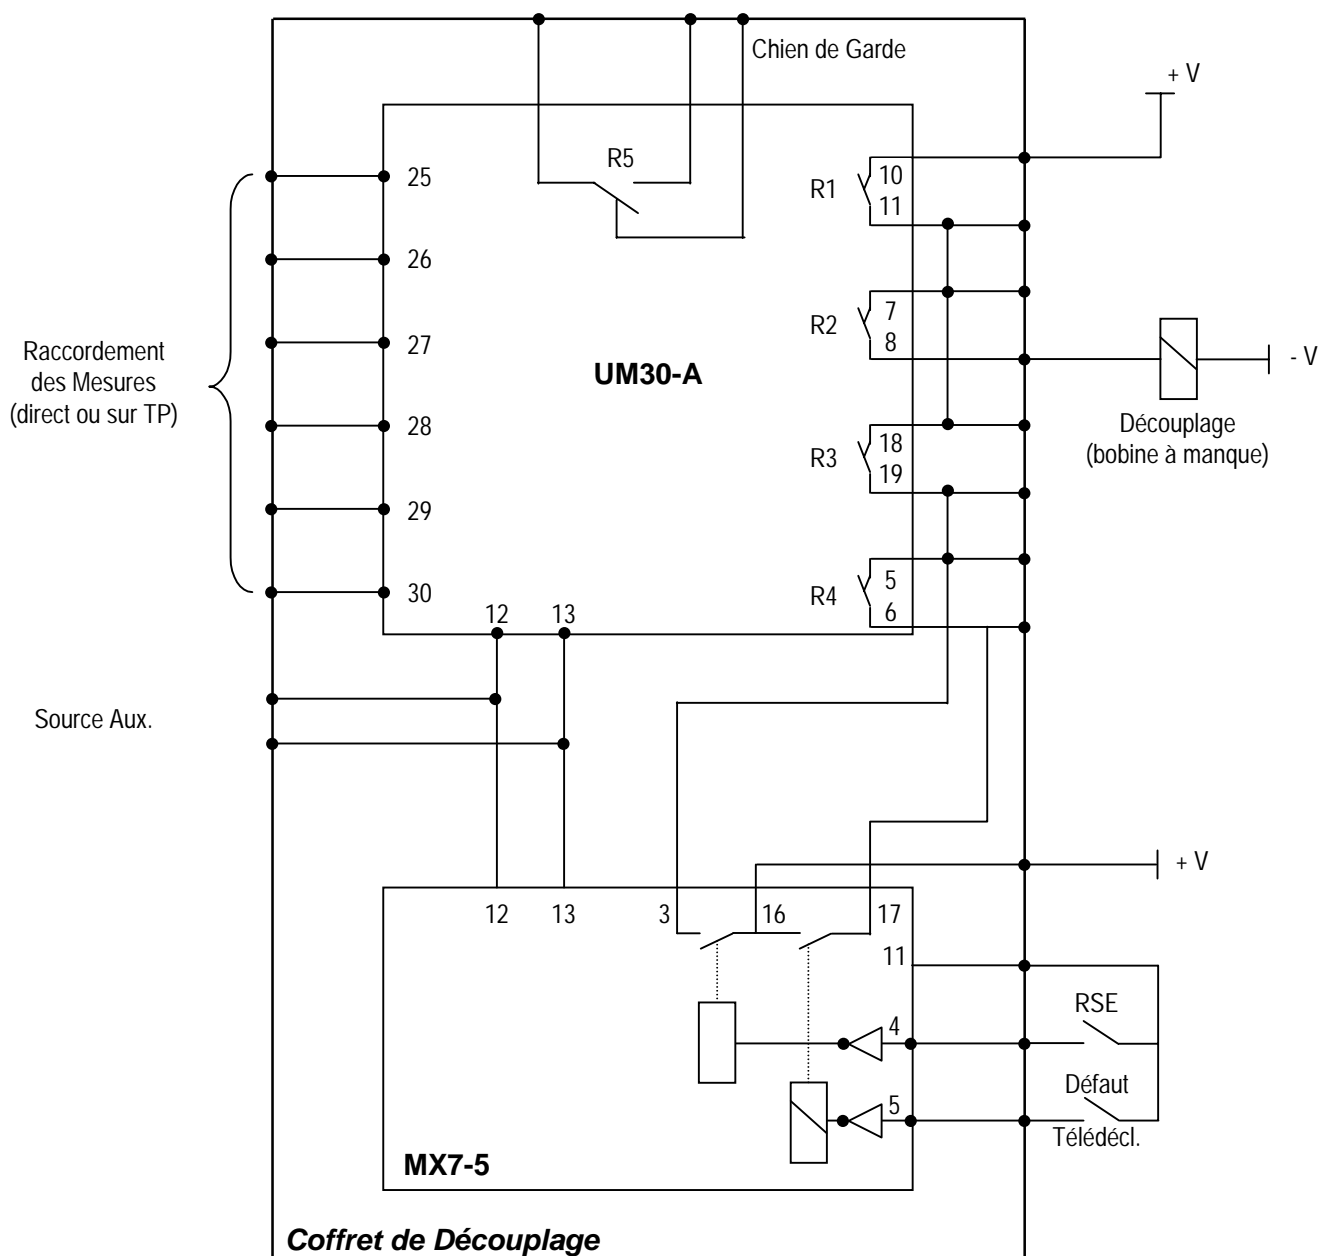 Chien de Garde
+ V
R5
25
R1
10
11
26
7
R2
8
27
Raccordement
des Mesures
(direct ou sur TP)
UM30-A
- V
Découplage
(bobine à manque)
28
18
R3
19
29
5
R4
6
30
12
13
Source Aux.
+ V
12
13
3
16
17
11
RSE
4
Défaut
5
Télédécl.
MX7-5
Coffret de Découplage